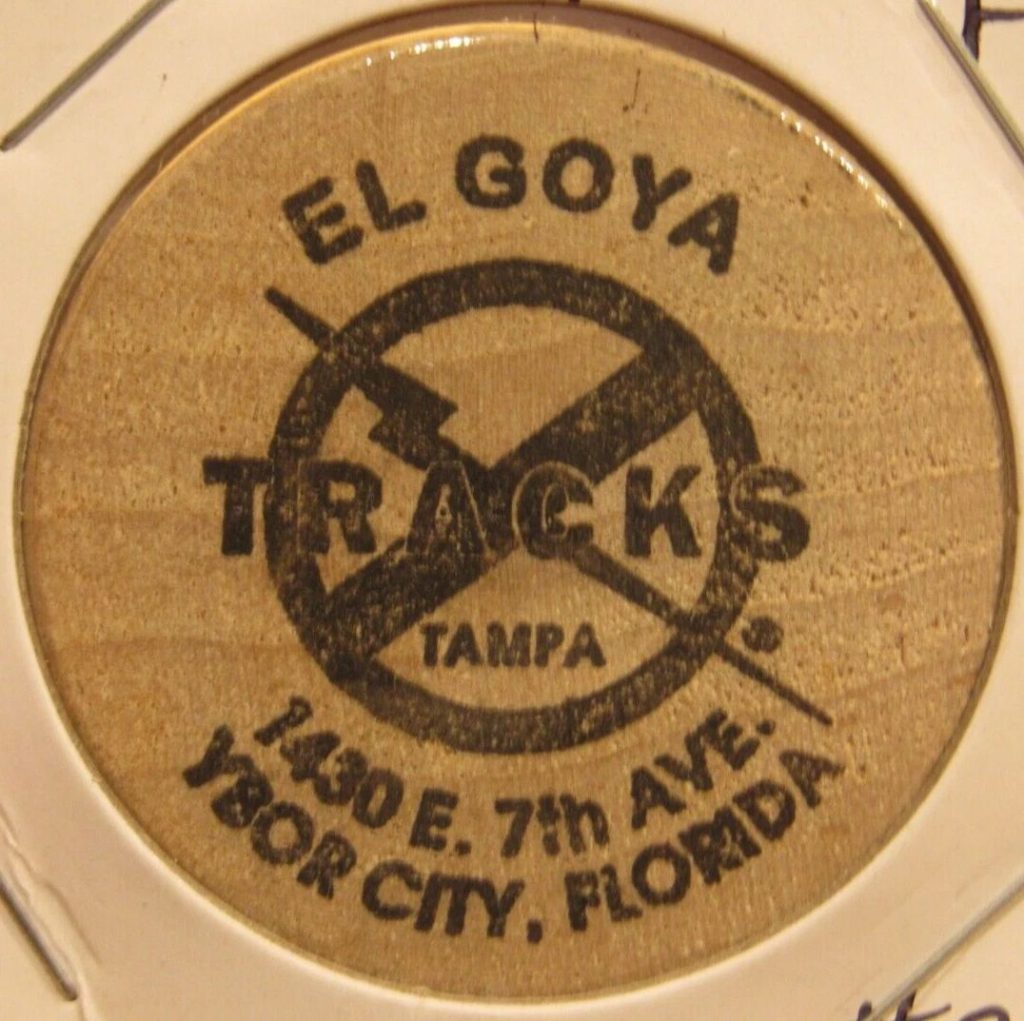 EL GOYA
TRACKS
®
TAMPA
1430 E. 7th AVE.
YBOR CITY, FLORIDA